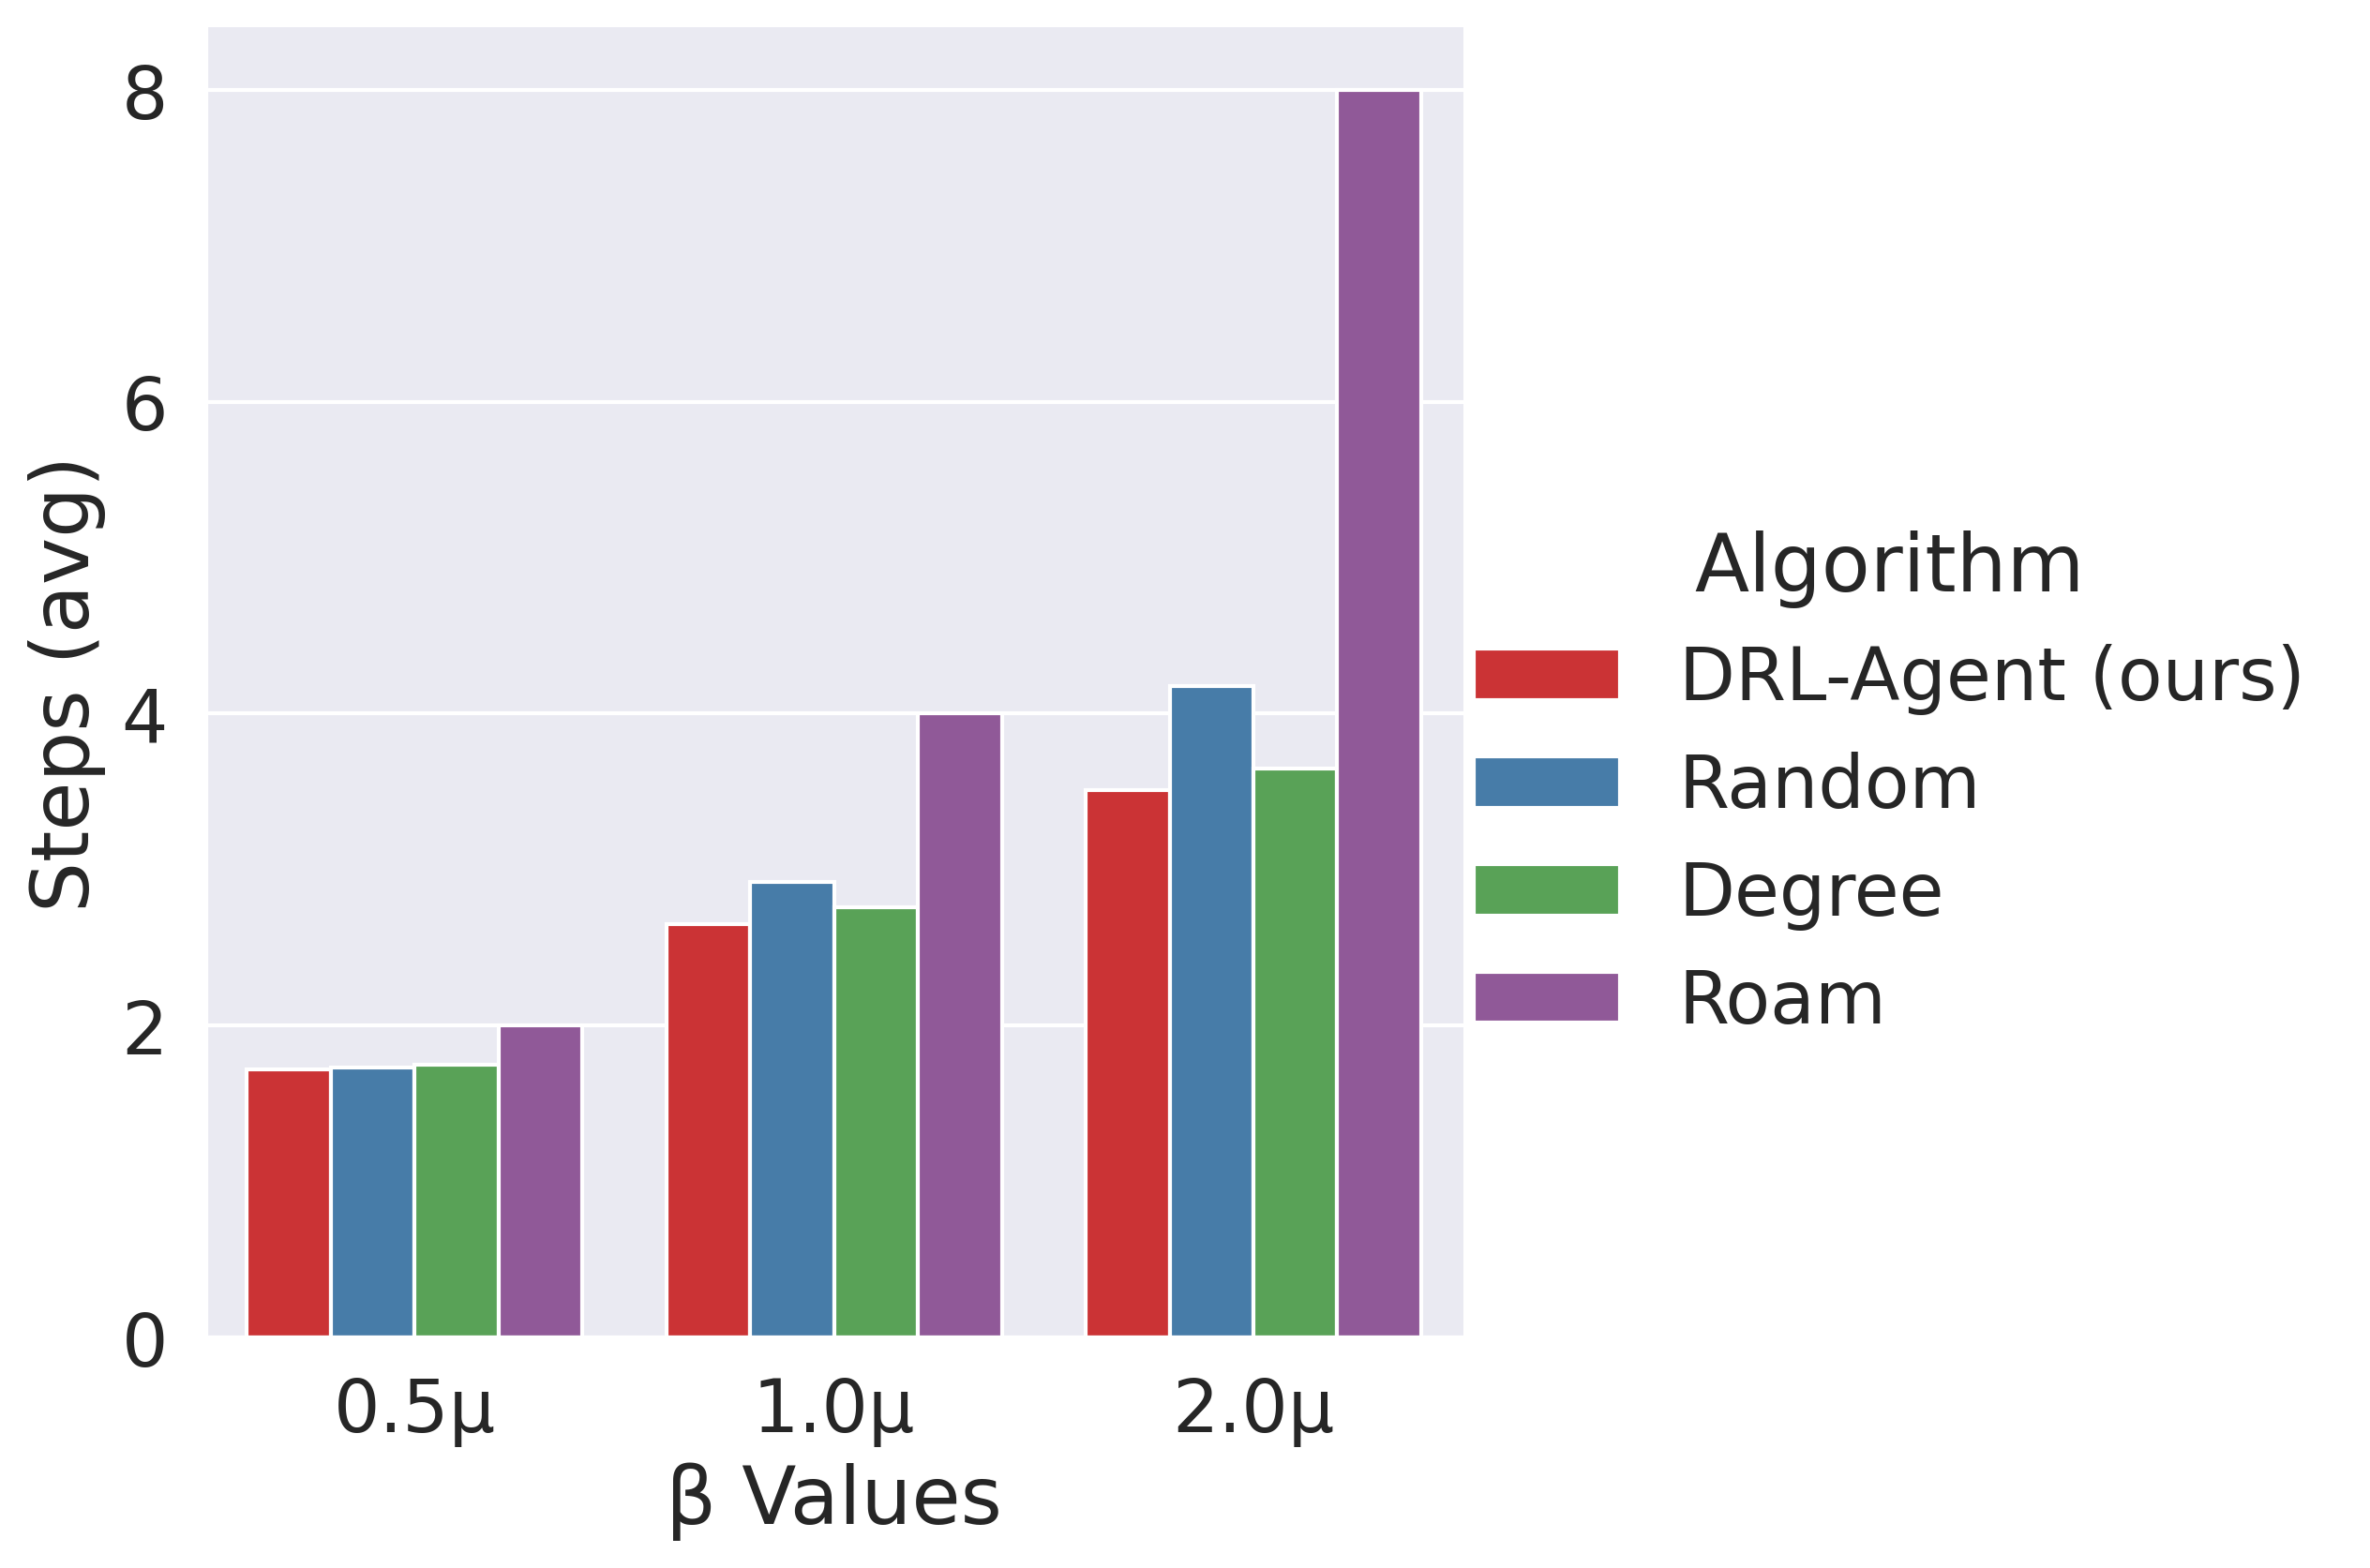 8
6
4
2
0
Steps (avg)
0.5μ 1.0μ 2.0μ
β Values
Algorithm
DRL-Agent (ours)
Random
Degree
Roam